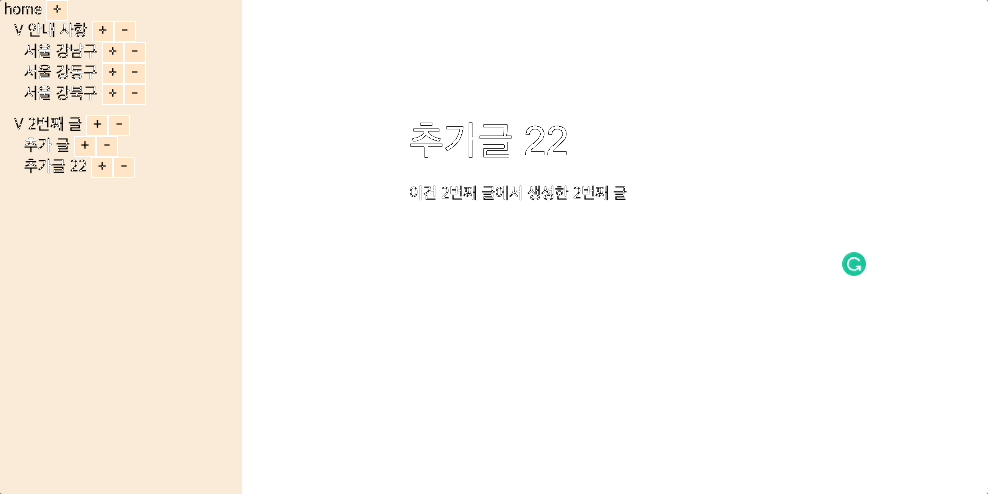 home +
V 안내 사항 + -
서울 강남구 + -
서울 강동구 + -
서울 강북구 + -
V 2번째 글 + -
추가 글 + -
추가글 22 + -
추가글 22
이건 2번째 글에서 생성한 2번째 글